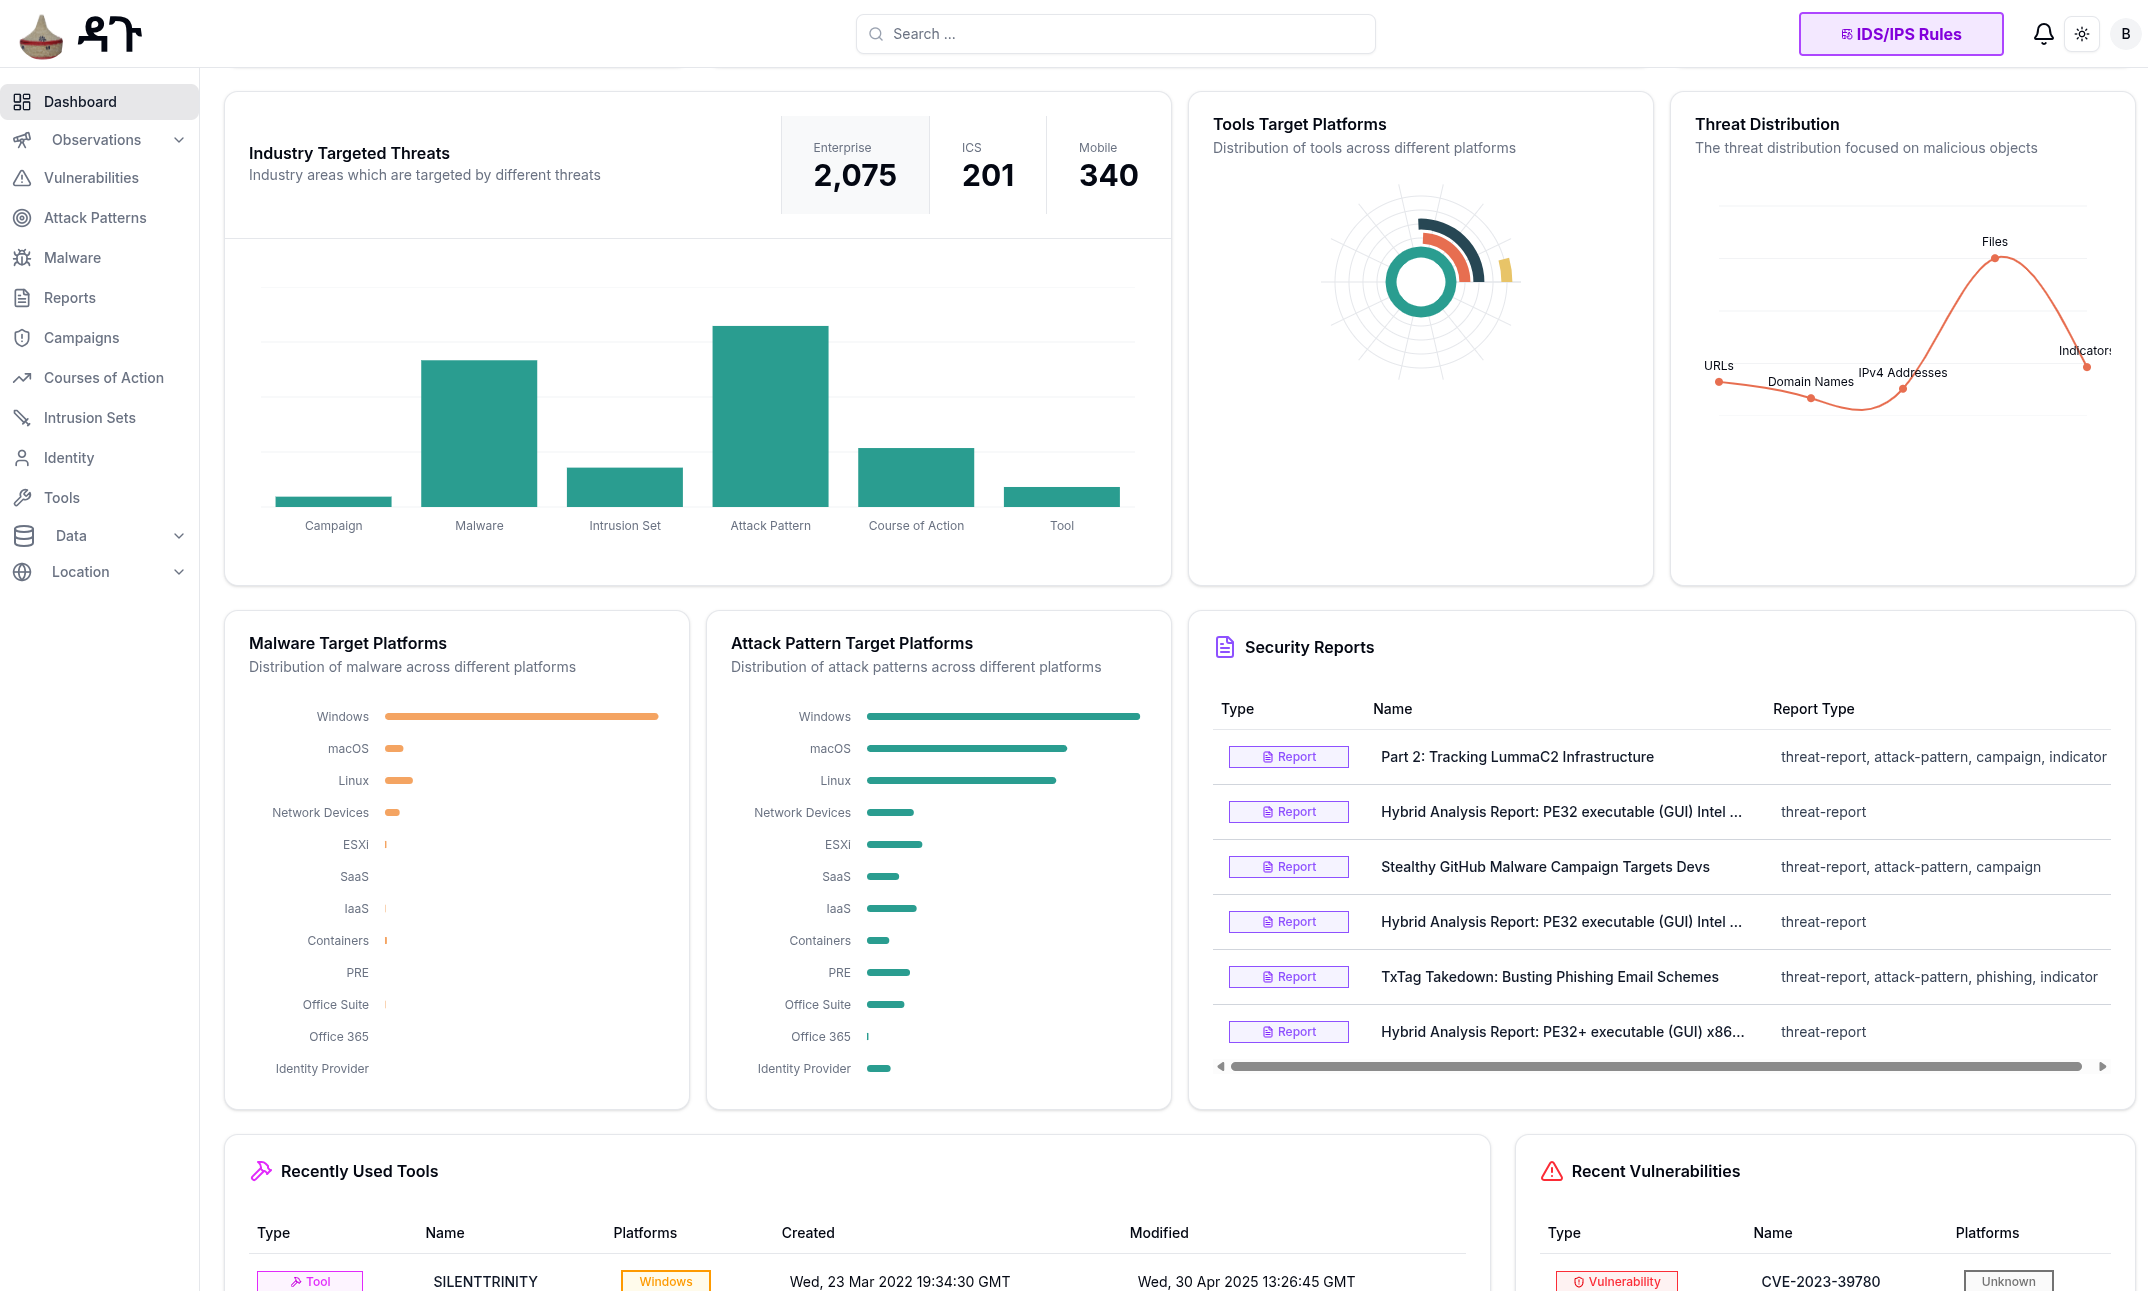 ዳጉ
Search ...
IDS/IPS Rules
B
Dashboard
Observations
Vulnerabilities
Attack Patterns
Malware
Reports
Campaigns
Courses of Action
Intrusion Sets
Identity
Tools
Data
Location
Industry Targeted Threats
Industry areas which are targeted by different threats
Enterprise
2,075
ICS
201
Mobile
340
Campaign
Malware
Intrusion Set
Attack Pattern
Course of Action
Tool
Tools Target Platforms
Distribution of tools across different platforms
Threat Distribution
The threat distribution focused on malicious objects
URLs
Domain Names
IPv4 Addresses
Files
Indicators
Malware Target Platforms
Distribution of malware across different platforms
Windows
macOS
Linux
Network Devices
ESXi
SaaS
IaaS
Containers
PRE
Office Suite
Office 365
Identity Provider
Attack Pattern Target Platforms
Distribution of attack patterns across different platforms
Windows
macOS
Linux
Network Devices
ESXi
SaaS
IaaS
Containers
PRE
Office Suite
Office 365
Identity Provider
Security Reports
Type Name Report Type
Report Part 2: Tracking LummaC2 Infrastructure threat-report, attack-pattern, campaign, indicator
Report Hybrid Analysis Report: PE32 executable (GUI) Intel ... threat-report
Report Stealthy GitHub Malware Campaign Targets Devs threat-report, attack-pattern, campaign
Report Hybrid Analysis Report: PE32 executable (GUI) Intel ... threat-report
Report TxTag Takedown: Busting Phishing Email Schemes threat-report, attack-pattern, phishing, indicator
Report Hybrid Analysis Report: PE32+ executable (GUI) x86... threat-report
Recently Used Tools
Type Name Platforms Created Modified
Tool SILENTTRINITY Windows Wed, 23 Mar 2022 19:34:30 GMT Wed, 30 Apr 2025 13:26:45 GMT
Recent Vulnerabilities
Type Name Platforms
Vulnerability CVE-2023-39780 Unknown